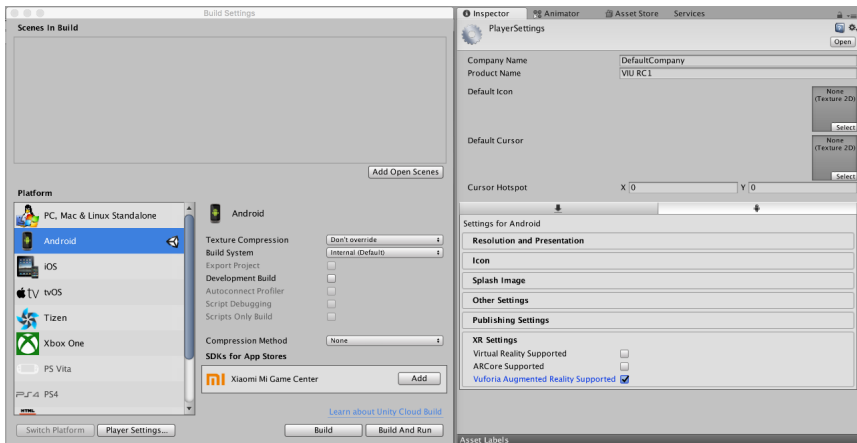 Build Settings
Scenes In Build
Add Open Scenes
Platform
PC, Mac & Linux Standalone
Android
iOS
tv tvOS
Tizen
Xbox One
PS Vita
PS4 PS4
HTML
Android
Texture Compression Don't override
Build System Internal (Default)
Export Project
Development Build
Autoconnect Profiler
Script Debugging
Scripts Only Build
Compression Method None
SDKs for App Stores
Xiaomi Mi Game Center Add
Learn about Unity Cloud Build
Switch Platform Player Settings... Build Build And Run
Inspector Animator Asset Store Services
PlayerSettings
Open
Company Name DefaultCompany
Product Name VIU RC1
Default Icon None
(Texture 2D)
Select
Default Cursor None
(Texture 2D)
Select
Cursor Hotspot X 0 Y 0
Settings for Android
Resolution and Presentation
Icon
Splash Image
Other Settings
Publishing Settings
XR Settings
Virtual Reality Supported
ARCore Supported
Vuforia Augmented Reality Supported
Asset Labels